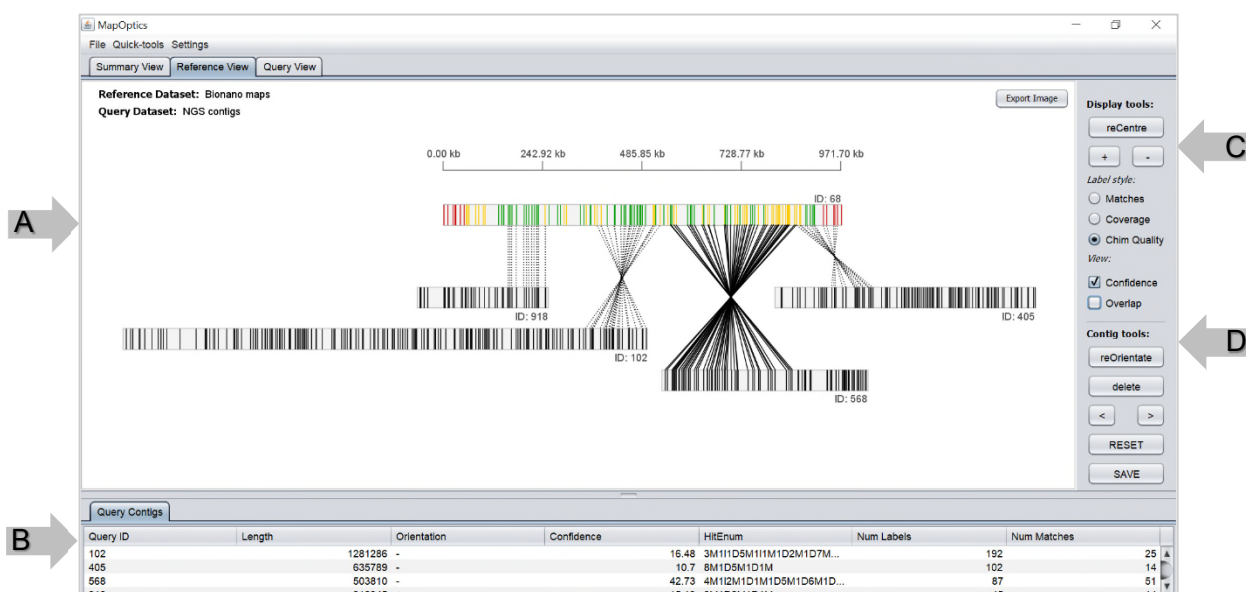 MapOptics
File Quick-tools Settings
Summary View Reference View Query View
Reference Dataset: Bionano maps
Query Dataset: NGS contigs
Export Image
Display tools:
reCentre
C
+ -
0.00 kb 242.92 kb 485.85 kb 728.77 kb 971.70 kb
Label style:
Matches
ID: 68
A
Coverage
Chim Quality
View:
Confidence
Overlap
ID: 918
ID: 405
Contig tools:
D
ID: 102
reOrientate
delete
ID: 568
< >
RESET
SAVE
Query Contigs
B
Query ID Length Orientation Confidence HitEnum Num Labels Num Matches
102 1281286 - 16.48 3M1I1D5M1I1M1D2M1D7M... 192 25
405 635789 - 10.7 8M1D5M1D1M 102 14
568 503810 - 42.73 4M1I2M1D1M1D5M1D6M1D... 87 51